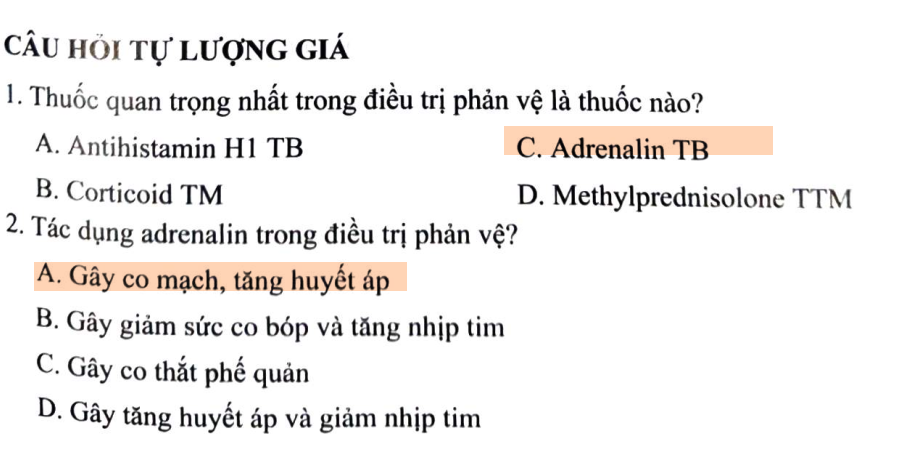 CÂU HỎI TỰ LƯỢNG GIÁ
1. Thuốc quan trọng nhất trong điều trị phản vệ là thuốc nào?
A. Antihistamin H1 TB
C. Adrenalin TB
B. Corticoid TM
D. Methylprednisolone TTM
2. Tác dụng adrenalin trong điều trị phản vệ?
A. Gây co mạch, tăng huyết áp
B. Gây giảm sức co bóp và tăng nhịp tim
C. Gây co thắt phế quản
D. Gây tăng huyết áp và giảm nhịp tim